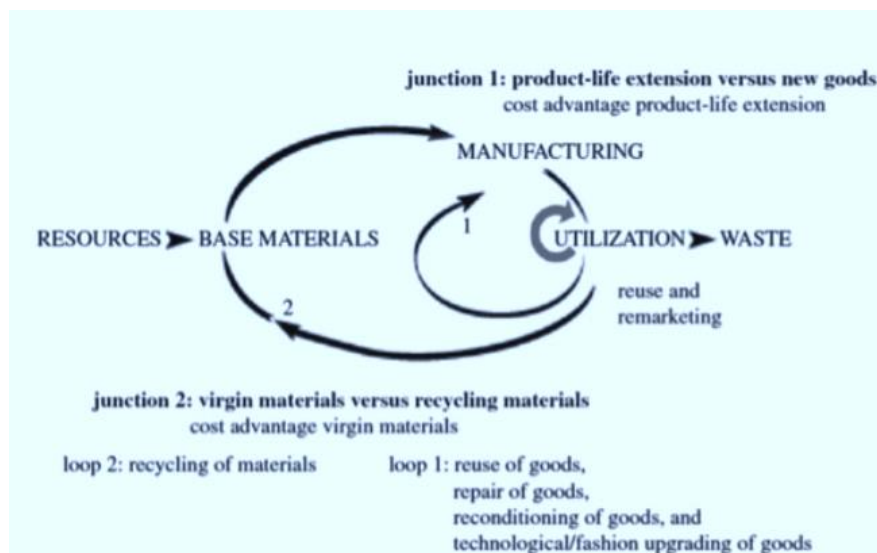 junction 1: product-life extension versus new goods
cost advantage product-life extension
MANUFACTURING
1
RESOURCES BASE MATERIALS UTILIZATION WASTE
reuse and
remarketing
2
junction 2: virgin materials versus recycling materials
cost advantage virgin materials
loop 2: recycling of materials
loop 1: reuse of goods,
repair of goods,
reconditioning of goods, and
technological/fashion upgrading of goods